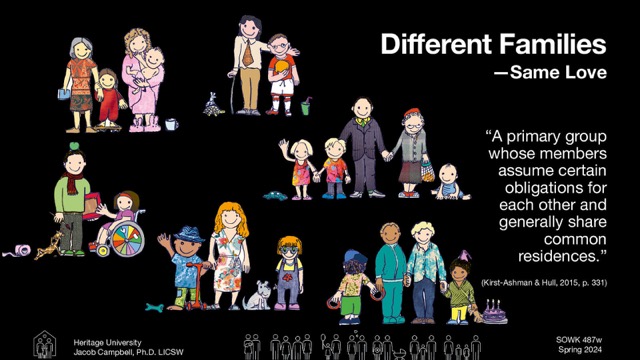 Different Families
—Same Love
“A primary group
whose members
assume certain
obligations for
each other and
generally share
common
residences.”
(Kirst-Ashman & Hull, 2015, p. 331)
Heritage University
Jacob Campbell, Ph.D. LICSW
SOWK 487w
Spring 2024